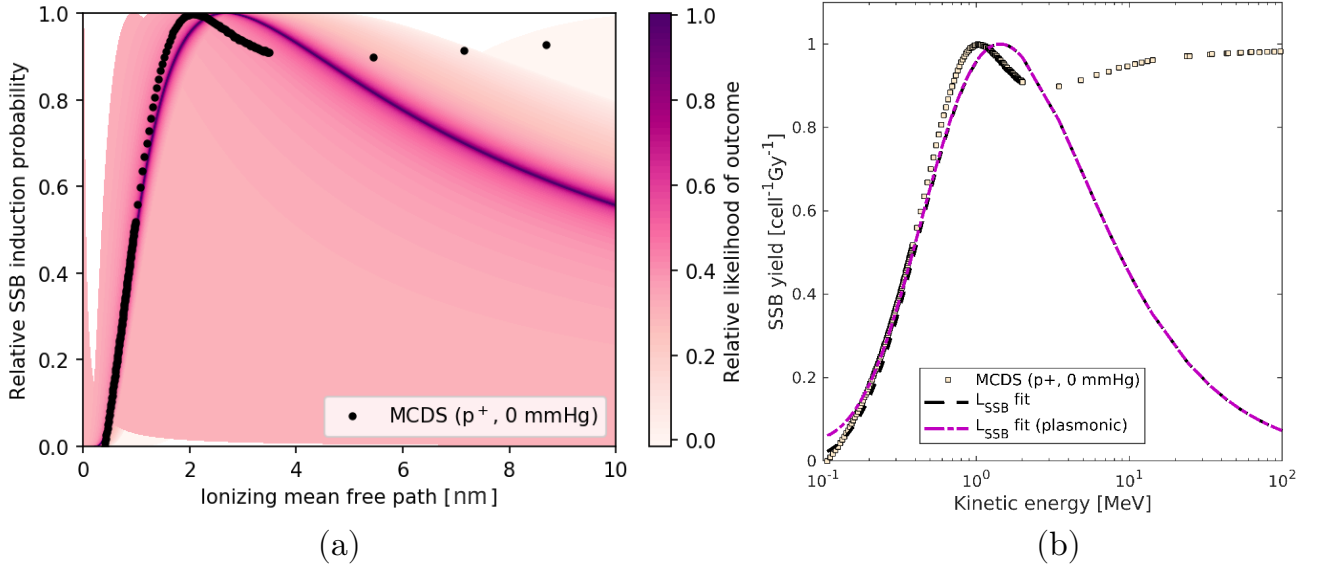 Relative SSB induction probability
1.0
0.8
0.6
0.4
0.2
0.0
0 2 4 6 8 10
Ionizing mean free path [nm]
MCDS (p⁺, 0 mmHg)
1.0
0.8
0.6
0.4
0.2
0.0
Relative likelihood of outcome
(a)
SSB yield [cell⁻¹Gy⁻¹]
1
0.8
0.6
0.4
0.2
0
10⁻¹ 10⁰ 10¹ 10²
Kinetic energy [MeV]
MCDS (p+, 0 mmHg)
L_SSB fit
L_SSB fit (plasmonic)
(b)